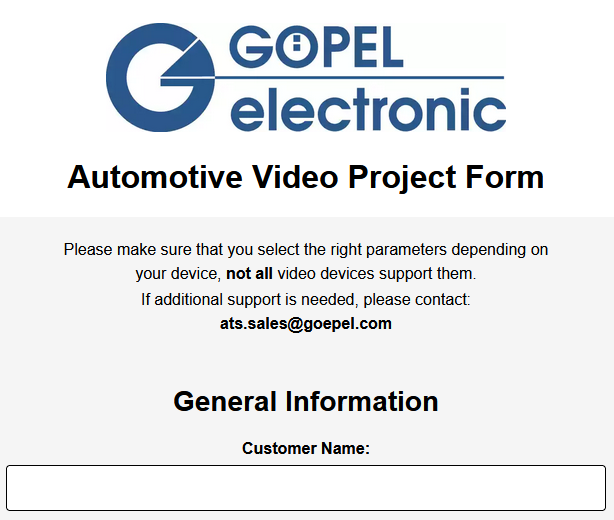 GÖPEL
electronic
Automotive Video Project Form
Please make sure that you select the right parameters depending on
your device, not all video devices support them.
If additional support is needed, please contact:
ats.sales@goepel.com
General Information
Customer Name: